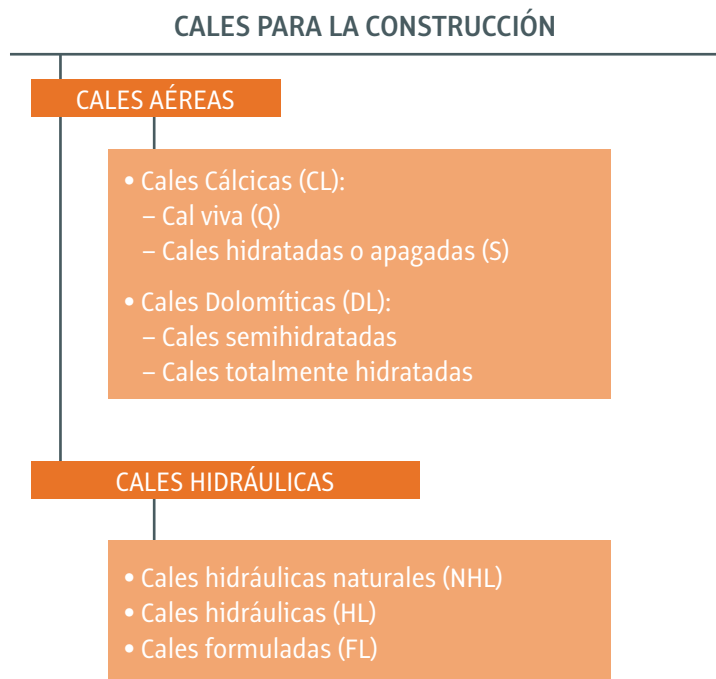 CALES PARA LA CONSTRUCCIÓN
CALES AÉREAS
• Cales Cálcicas (CL):
– Cal viva (Q)
– Cales hidratadas o apagadas (S)
• Cales Dolomíticas (DL):
– Cales semihidratadas
– Cales totalmente hidratadas
CALES HIDRÁULICAS
• Cales hidráulicas naturales (NHL)
• Cales hidráulicas (HL)
• Cales formuladas (FL)